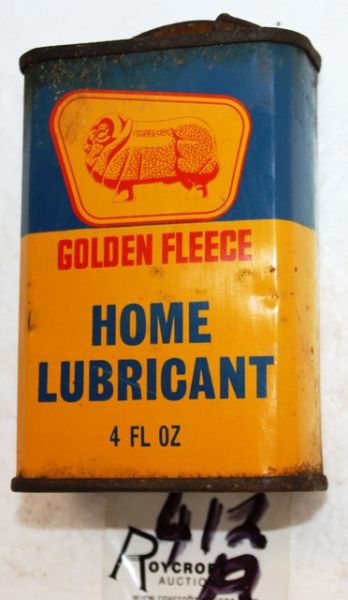 GOLDEN FLEECE
HOME
LUBRICANT
4 FL OZ
412
ROYCROFT
AUCTION